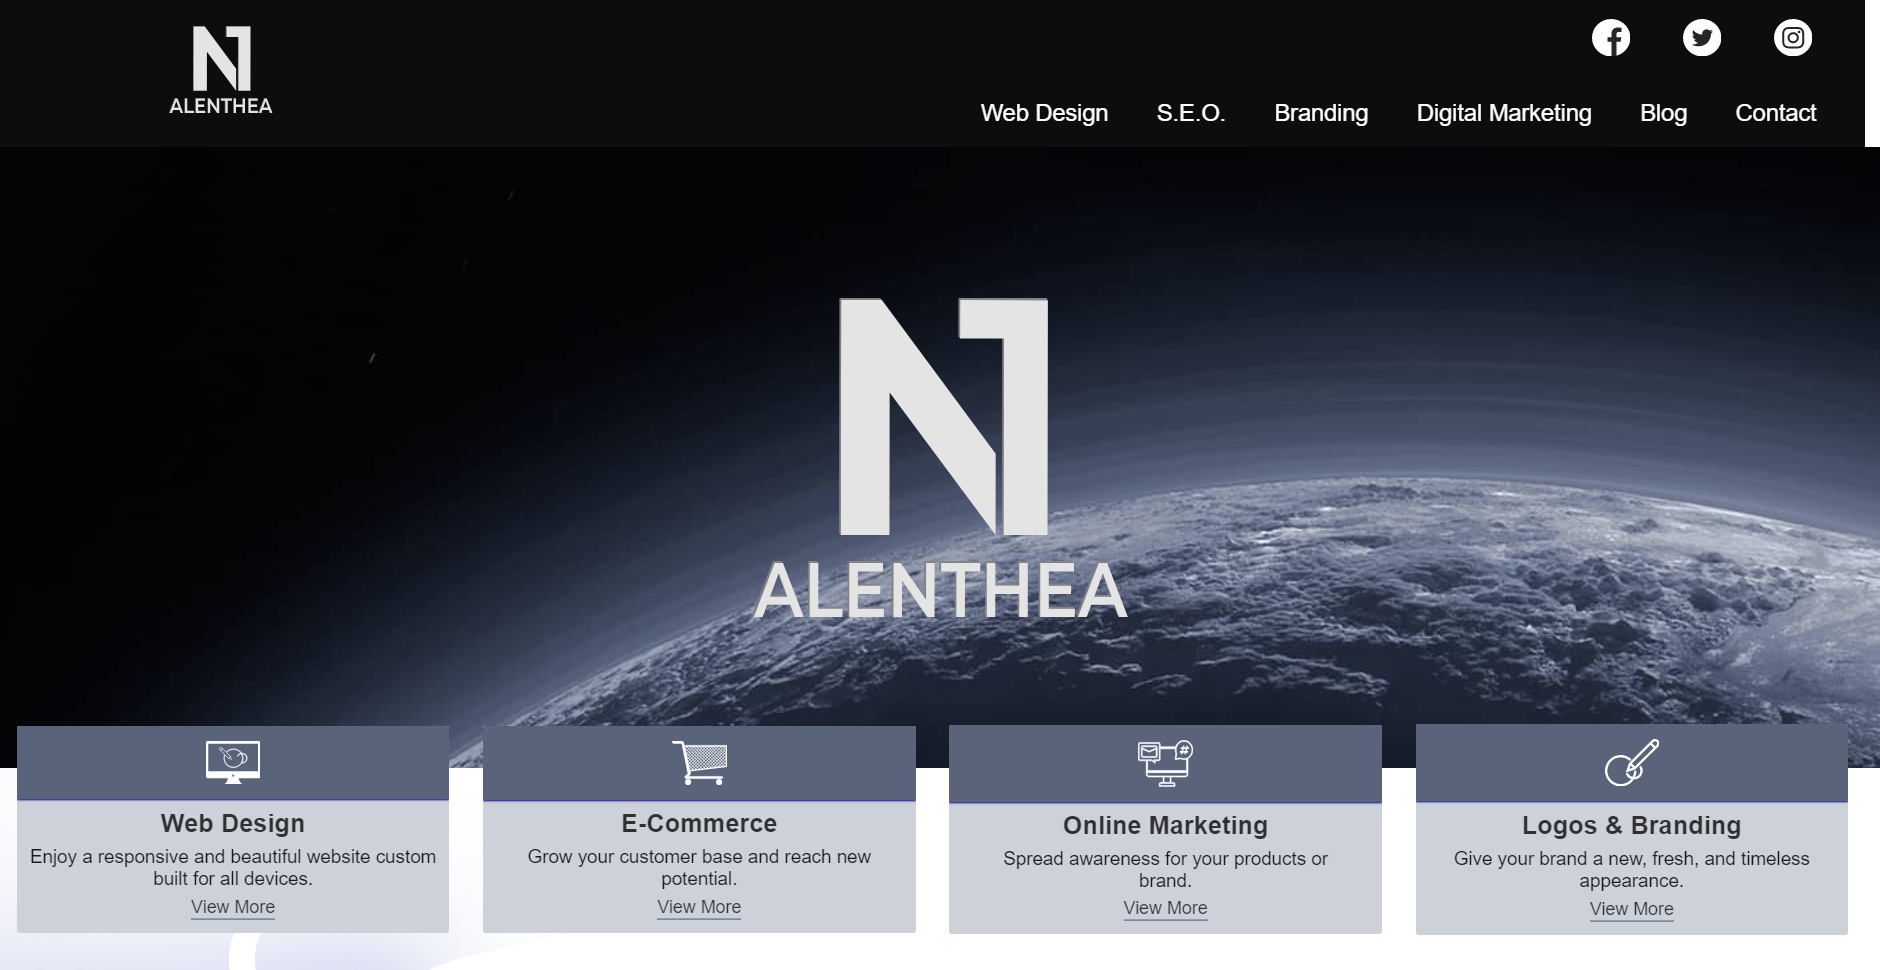 ALENTHEA
Web Design
S.E.O.
Branding
Digital Marketing
Blog
Contact
ALENTHEA
Web Design
Enjoy a responsive and beautiful website custom
built for all devices.
View More
E-Commerce
Grow your customer base and reach new
potential.
View More
#
Online Marketing
Spread awareness for your products or
brand.
View More
Logos & Branding
Give your brand a new, fresh, and timeless
appearance.
View More